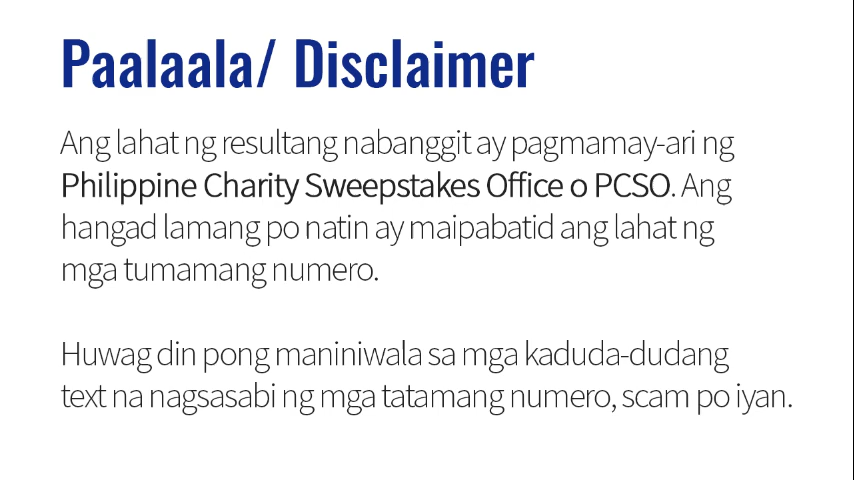 Paalaala/ Disclaimer
Ang lahat ng resultang nabanggit ay pagmamay-ari ng
Philippine Charity Sweepstakes Office o PCSO. Ang
hangad lamang po natin ay maipabatid ang lahat ng
mga tumamang numero.
Huwag din pong maniniwala sa mga kaduda-dudang
text na nagsasabi ng mga tatamang numero, scam po iyan.